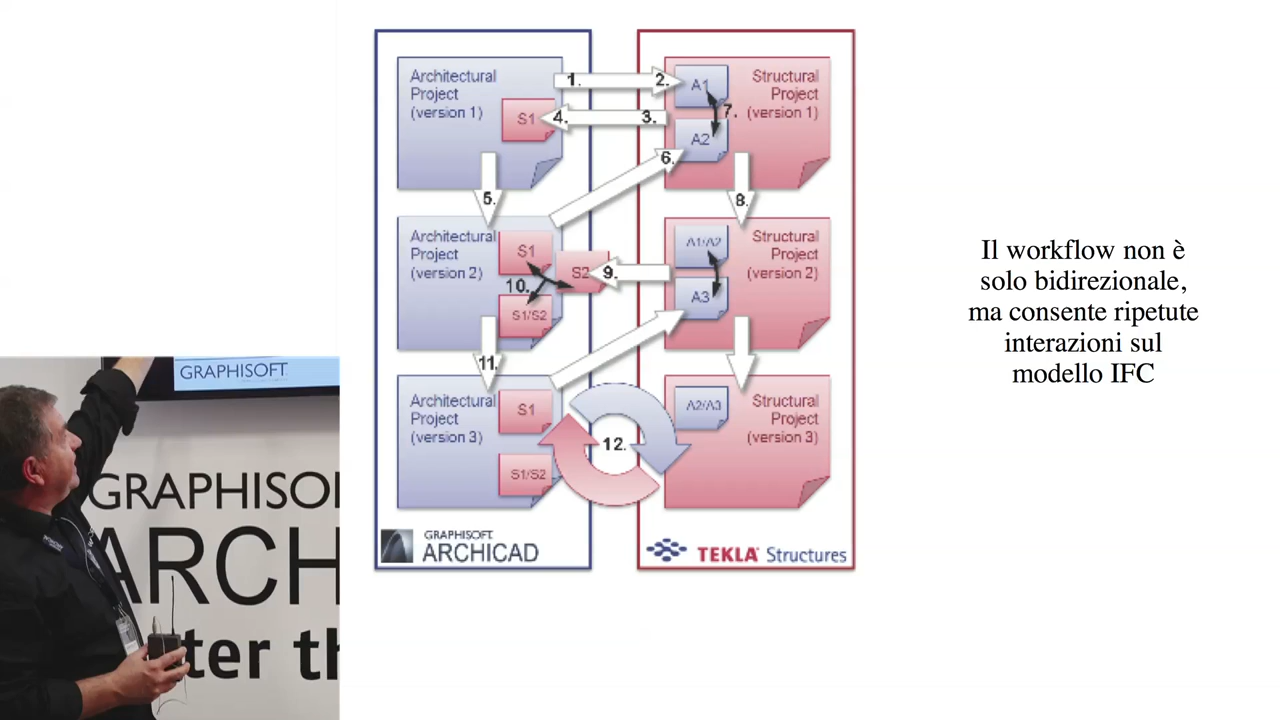 Architectural
Project
(version 1)
S1
1.
2.
3.
4.
A1
A2
7.
Structural
Project
(version 1)
5.
6.
8.
Architectural
Project
(version 2)
S1
S2
10.
S1/S2
9.
A1/A2
A3
Structural
Project
(version 2)
11.
Architectural
Project
(version 3)
S1
S1/S2
12.
A2/A3
Structural
Project
(version 3)
GRAPHISOFT
ARCHICAD
TEKLA Structures
Il workflow non è
solo bidirezionale,
ma consente ripetute
interazioni sul
modello IFC
GRAPHISOFT
GRAPHISO
ARCH
ter th